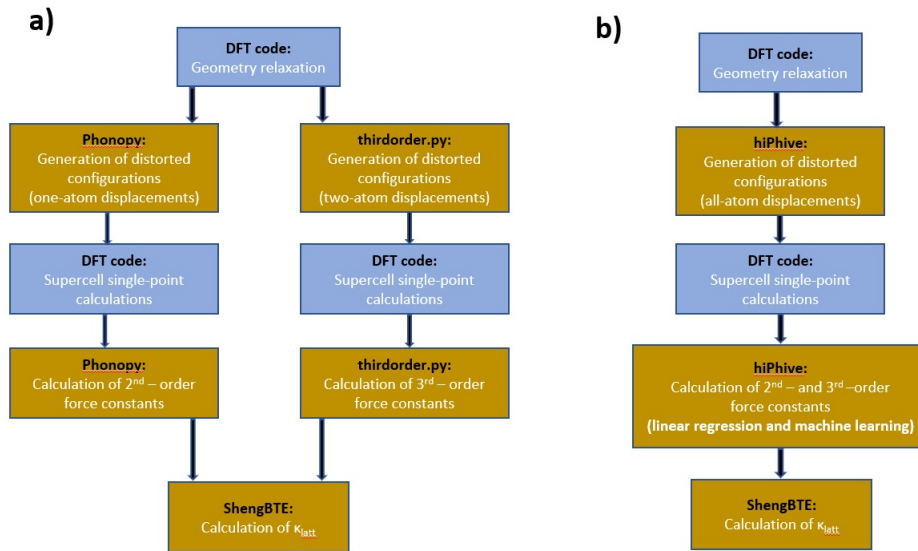 a)
DFT code:
Geometry relaxation
Phonopy:
Generation of distorted
configurations
(one-atom displacements)
thirdorder.py:
Generation of distorted
configurations
(two-atom displacements)
DFT code:
Supercell single-point
calculations
DFT code:
Supercell single-point
calculations
Phonopy:
Calculation of 2nd – order
force constants
thirdorder.py:
Calculation of 3rd – order
force constants
ShengBTE:
Calculation of κlatt
b)
DFT code:
Geometry relaxation
hiPhive:
Generation of distorted
configurations
(all-atom displacements)
DFT code:
Supercell single-point
calculations
hiPhive:
Calculation of 2nd – and 3rd –order
force constants
(linear regression and machine learning)
ShengBTE:
Calculation of κlatt